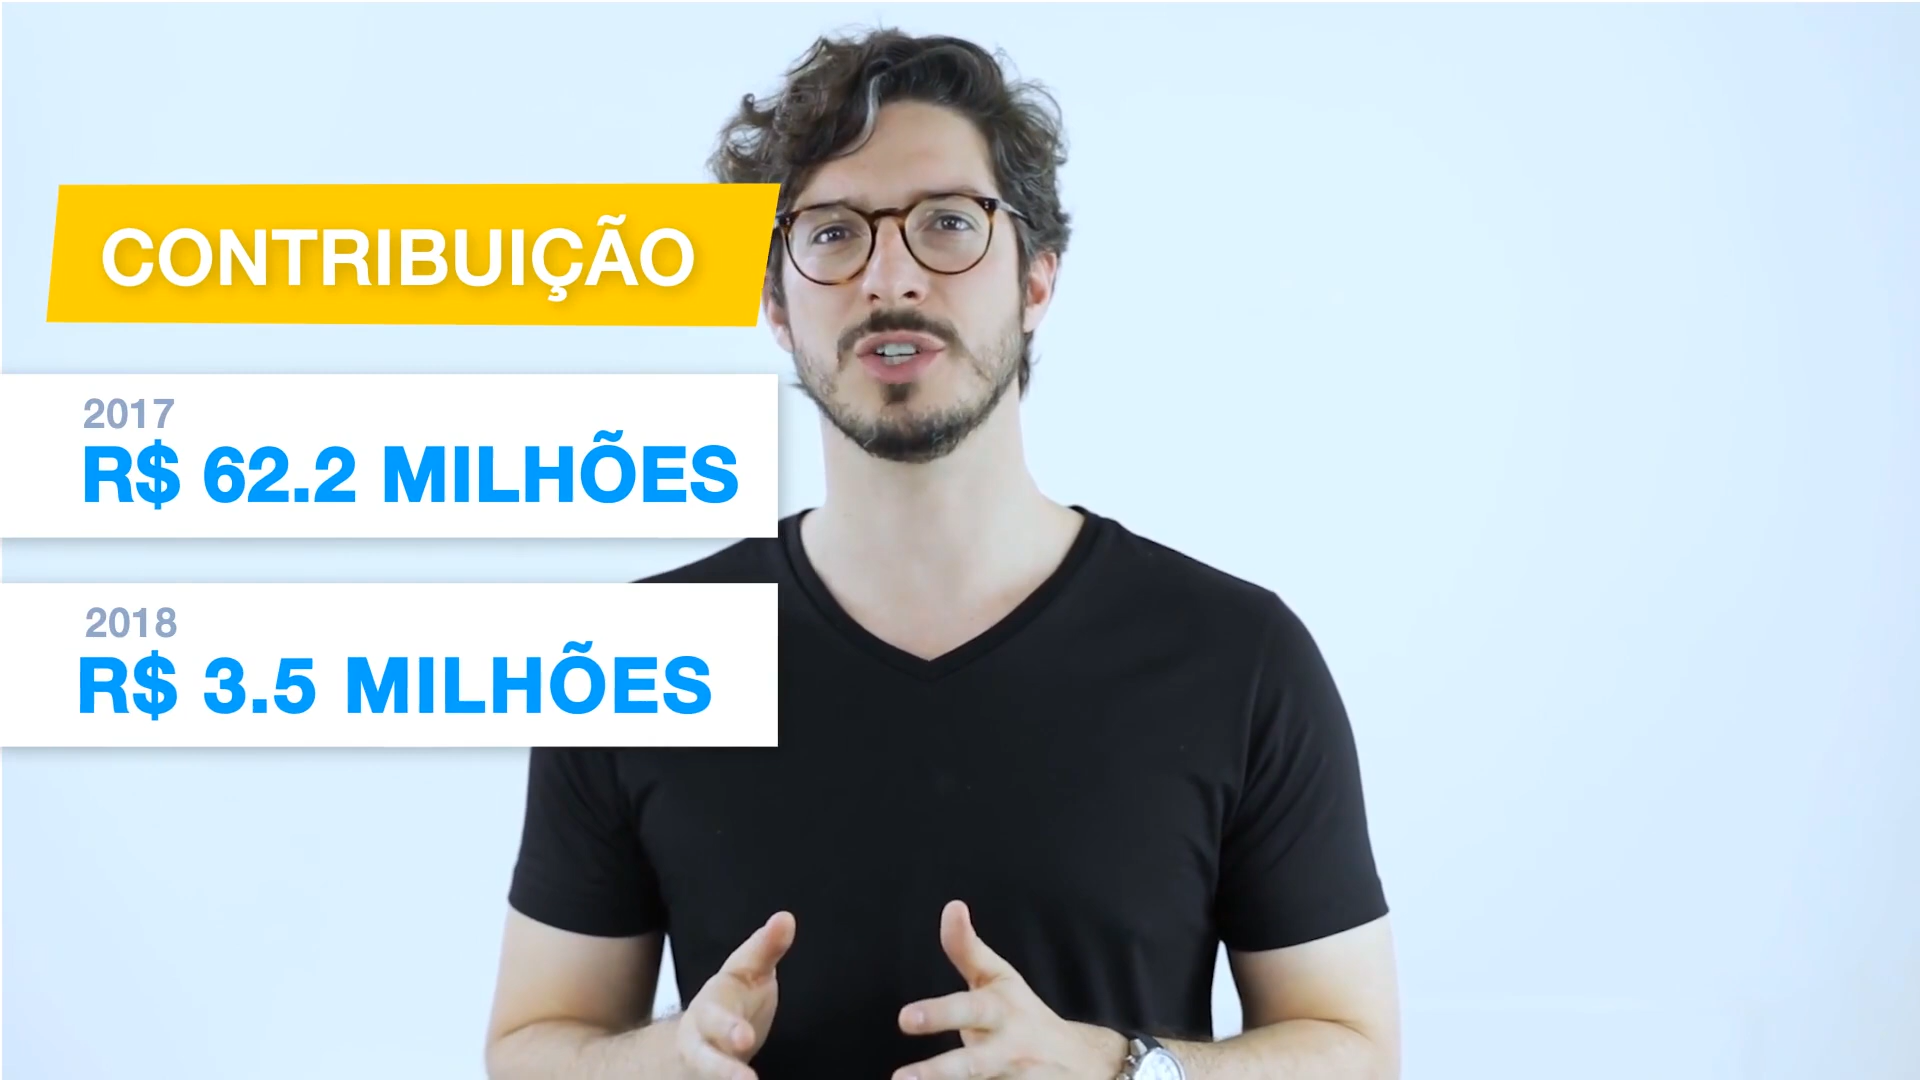 CONTRIBUIÇÃO
2017
R$ 62.2 MILHÕES
2018
R$ 3.5 MILHÕES